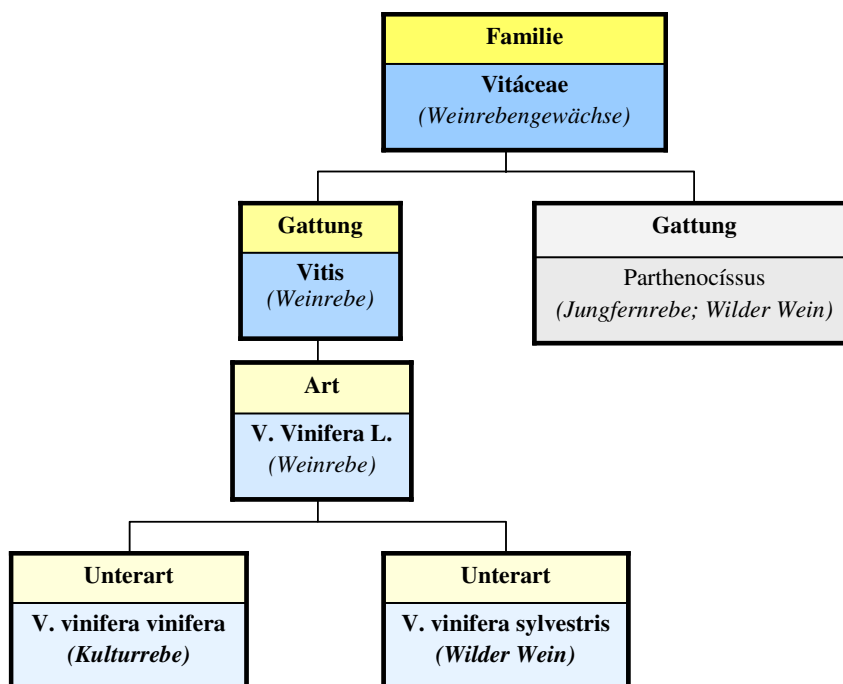 Familie
Vitáceae
(Weinrebengewächse)
Gattung
Vitis
(Weinrebe)
Gattung
Parthenocíssus
(Jungfernrebe; Wilder Wein)
Art
V. Vinifera L.
(Weinrebe)
Unterart
V. vinifera vinifera
(Kulturrebe)
Unterart
V. vinifera sylvestris
(Wilder Wein)